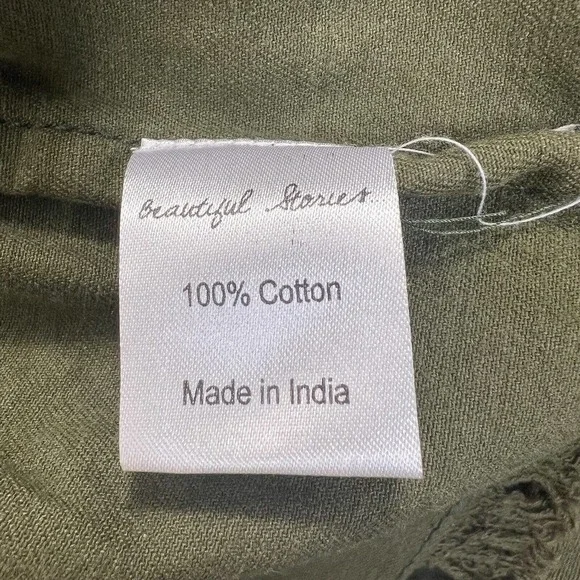 Beautiful Stories...
100% Cotton
Made in India